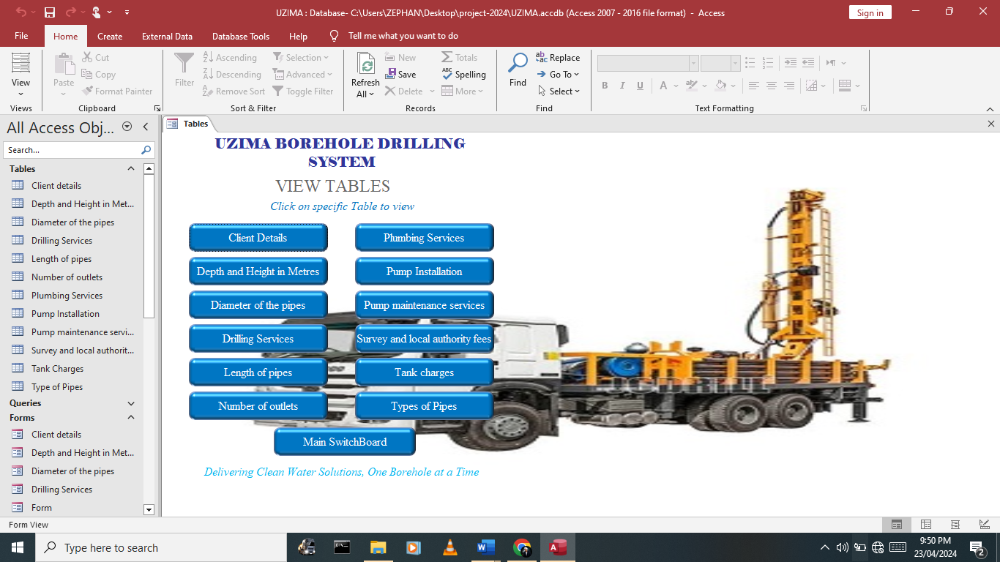 UZIMA : Database- C:\Users\ZEPHAN\Desktop\project-2024\UZIMA.accdb (Access 2007 - 2016 file format) - Access
Sign in
File Home Create External Data Database Tools Help Tell me what you want to do
View
Views
Paste
Cut
Copy
Format Painter
Clipboard
Filter
Ascending
Descending
Remove Sort
Selection
Advanced
Toggle Filter
Sort & Filter
Refresh
All
New
Save
Delete
Totals
Spelling
More
Records
Find
Replace
Go To
Select
Find
B I U A
Text Formatting
All Access Obj...
Search...
Tables
Client details
Depth and Height in Met...
Diameter of the pipes
Drilling Services
Length of pipes
Number of outlets
Plumbing Services
Pump Installation
Pump maintenance servi...
Survey and local authorit...
Tank Charges
Type of Pipes
Queries
Forms
Client details
Depth and Height in Met...
Diameter of the pipes
Drilling Services
Form
Tables
UZIMA BOREHOLE DRILLING
SYSTEM
VIEW TABLES
Click on specific Table to view
Client Details
Plumbing Services
Depth and Height in Metres
Pump Installation
Diameter of the pipes
Pump maintenance services
Drilling Services
Survey and local authority fees
Length of pipes
Tank charges
Number of outlets
Types of Pipes
Main SwitchBoard
Delivering Clean Water Solutions, One Borehole at a Time
Form View
Type here to search
9:50 PM
23/04/2024
2